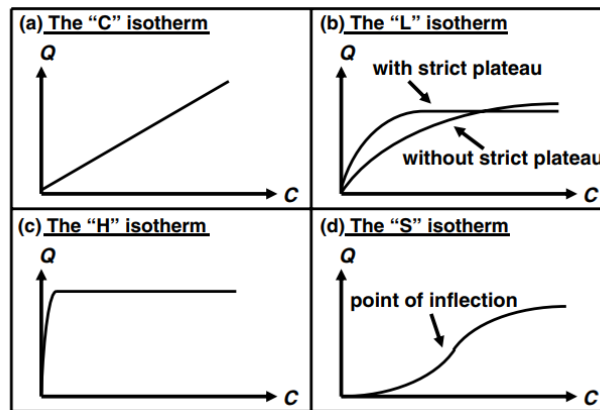 (a) The “C” isotherm
Q
C
(b) The “L” isotherm
Q
with strict plateau
without strict plateau
C
(c) The “H” isotherm
Q
C
(d) The “S” isotherm
Q
point of inflection
C